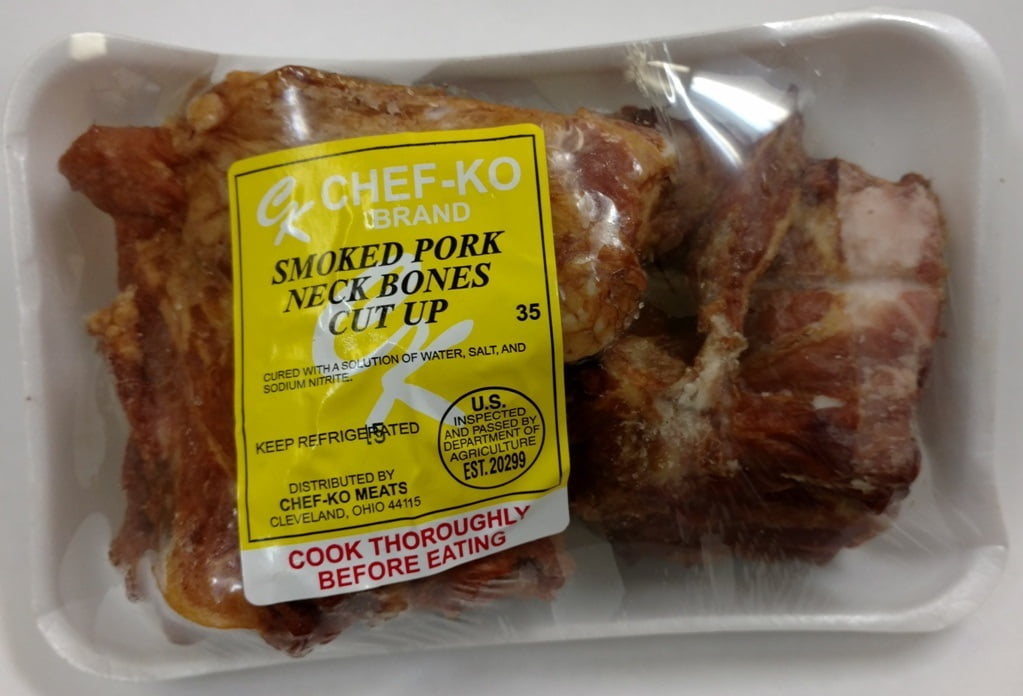 CK CHEF-KO
BRAND
SMOKED PORK
NECK BONES
CUT UP
35
CK
CURED WITH A SOLUTION OF WATER, SALT, AND
SODIUM NITRITE.
KEEP REFRIGERATED
15
U.S.
INSPECTED
AND PASSED BY
DEPARTMENT OF
AGRICULTURE
EST. 20299
DISTRIBUTED BY
CHEF-KO MEATS
CLEVELAND, OHIO 44115
COOK THOROUGHLY
BEFORE EATING